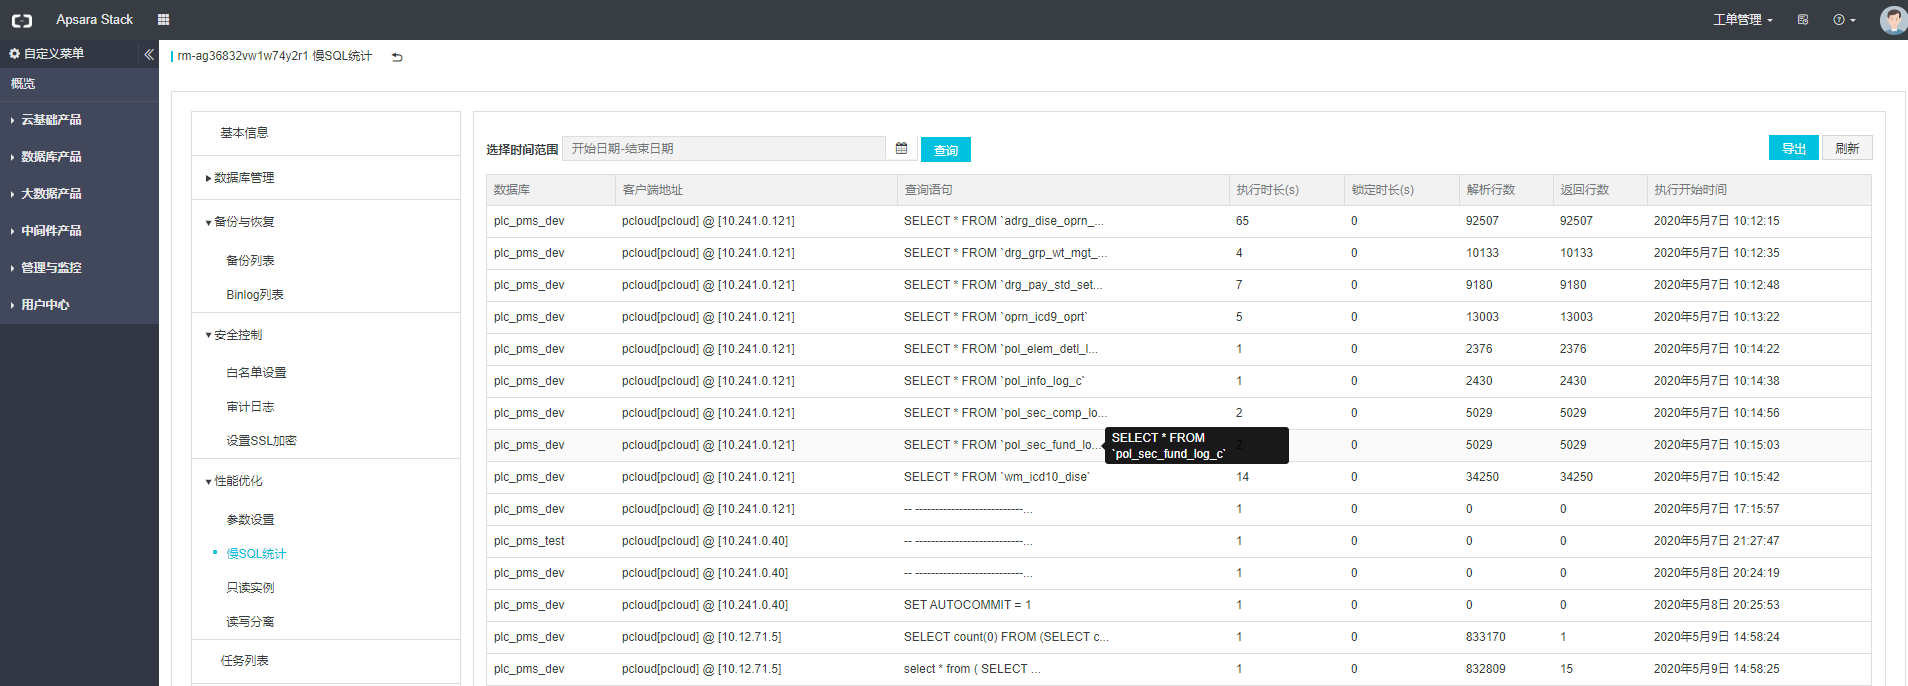 Apsara Stack
工单管理
自定义菜单
概览
云基础产品
数据库产品
大数据产品
中间件产品
管理与监控
用户中心
rm-ag36832vw1w74y2r1 慢SQL统计
基本信息
数据库管理
备份与恢复
备份列表
Binlog列表
安全控制
白名单设置
审计日志
设置SSL加密
性能优化
参数设置
慢SQL统计
只读实例
读写分离
任务列表
选择时间范围 开始日期-结束日期 查询 导出 刷新
数据库 客户端地址 查询语句 执行时长(s) 锁定时长(s) 解析行数 返回行数 执行开始时间
plc_pms_dev pcloud[pcloud] @ [10.241.0.121] SELECT * FROM `adrg_dise_oprn_... 65 0 92507 92507 2020年5月7日 10:12:15
plc_pms_dev pcloud[pcloud] @ [10.241.0.121] SELECT * FROM `drg_grp_wt_mgt_... 4 0 10133 10133 2020年5月7日 10:12:35
plc_pms_dev pcloud[pcloud] @ [10.241.0.121] SELECT * FROM `drg_pay_std_set... 7 0 9180 9180 2020年5月7日 10:12:48
plc_pms_dev pcloud[pcloud] @ [10.241.0.121] SELECT * FROM `oprn_icd9_oprt` 5 0 13003 13003 2020年5月7日 10:13:22
plc_pms_dev pcloud[pcloud] @ [10.241.0.121] SELECT * FROM `pol_elem_detl_l... 1 0 2376 2376 2020年5月7日 10:14:22
plc_pms_dev pcloud[pcloud] @ [10.241.0.121] SELECT * FROM `pol_info_log_c` 1 0 2430 2430 2020年5月7日 10:14:38
plc_pms_dev pcloud[pcloud] @ [10.241.0.121] SELECT * FROM `pol_sec_comp_lo... 2 0 5029 5029 2020年5月7日 10:14:56
plc_pms_dev pcloud[pcloud] @ [10.241.0.121] SELECT * FROM `pol_sec_fund_lo... 2 0 5029 5029 2020年5月7日 10:15:03
SELECT * FROM
`pol_sec_fund_log_c`
plc_pms_dev pcloud[pcloud] @ [10.241.0.121] SELECT * FROM `wm_icd10_dise` 14 0 34250 34250 2020年5月7日 10:15:42
plc_pms_dev pcloud[pcloud] @ [10.241.0.121] -- ---------------------------... 1 0 0 0 2020年5月7日 17:15:57
plc_pms_test pcloud[pcloud] @ [10.241.0.40] -- ---------------------------... 1 0 0 0 2020年5月7日 21:27:47
plc_pms_dev pcloud[pcloud] @ [10.241.0.40] -- ---------------------------... 1 0 0 0 2020年5月8日 20:24:19
plc_pms_dev pcloud[pcloud] @ [10.241.0.40] SET AUTOCOMMIT = 1 1 0 0 0 2020年5月8日 20:25:53
plc_pms_dev pcloud[pcloud] @ [10.12.71.5] SELECT count(0) FROM (SELECT c... 1 0 833170 1 2020年5月9日 14:58:24
plc_pms_dev pcloud[pcloud] @ [10.12.71.5] select * from ( SELECT ... 1 0 832809 15 2020年5月9日 14:58:25